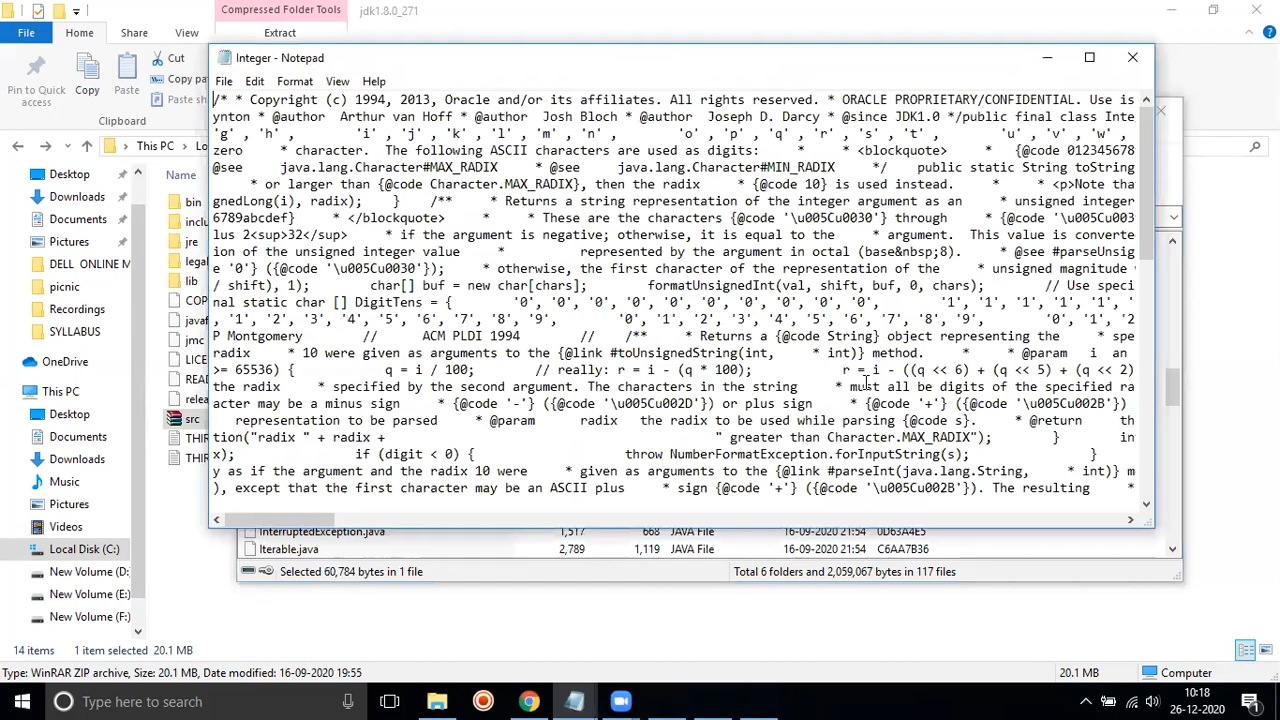 Compressed Folder Tools
jdk1.8.0_271
File
Home
Share
View
Extract
Pin to Quick access
Copy
Paste
Cut
Copy pa
Paste sh
Clipboard
This PC
Lo
Integer - Notepad
File Edit Format View Help
/* * Copyright (c) 1994, 2013, Oracle and/or its affiliates. All rights reserved. * ORACLE PROPRIETARY/CONFIDENTIAL. Use is
ynton * @author Arthur van Hoff * @author Josh Bloch * @author Joseph D. Darcy * @since JDK1.0 */public final class Inte
'g' , 'h' , 'i' , 'j' , 'k' , 'l' , 'm' , 'n' , 'o' , 'p' , 'q' , 'r' , 's' , 't' , 'u' , 'v' , 'w' ,
zero * character. The following ASCII characters are used as digits: * * <blockquote> * {@code 012345678
@see java.lang.Character#MAX_RADIX * @see java.lang.Character#MIN_RADIX */ public static String toString
* or larger than {@code Character.MAX_RADIX}, then the radix * {@code 10} is used instead. * * <p>Note tha
gnedLong(i), radix); } /** * Returns a string representation of the integer argument as an * unsigned integer
6789abcdef} * </blockquote> * * These are the characters {@code '\u005Cu0030'} through * {@code '\u005Cu003
lus 2<sup>32</sup> * if the argument is negative; otherwise, it is equal to the * argument. This value is converte
ion of the unsigned integer value * represented by the argument in octal (base&nbsp;8). * @see #parseUnsig
e '0'} ({@code '\u005Cu0030'}); * otherwise, the first character of the representation of the * unsigned magnitude
/ shift), 1); char[] buf = new char[chars]; formatUnsignedInt(val, shift, buf, 0, chars); // Use speci
nal static char [] DigitTens = { '0', '0', '0', '0', '0', '0', '0', '0', '0', '0', '1', '1', '1', '1', '1',
, '1', '2', '3', '4', '5', '6', '7', '8', '9', '0', '1', '2', '3', '4', '5', '6', '7', '8', '9', '0', '1', '2
P Montgomery // ACM PLDI 1994 // /** * Returns a {@code String} object representing the * spe
radix * 10 were given as arguments to the {@link #toUnsignedString(int, * int)} method. * * @param i an
>= 65536) { q = i / 100; // really: r = i - (q * 100); r = i - ((q << 6) + (q << 5) + (q << 2)
the radix * specified by the second argument. The characters in the string * must all be digits of the specified ra
acter may be a minus sign * {@code '-'} ({@code '\u005Cu002D'}) or plus sign * {@code '+'} ({@code '\u005Cu002B'})
representation to be parsed * @param radix the radix to be used while parsing {@code s}. * @return th
tion("radix " + radix + " greater than Character.MAX_RADIX"); } in
x); if (digit < 0) { throw NumberFormatException.forInputString(s); }
y as if the argument and the radix 10 were * given as arguments to the {@link #parseInt(java.lang.String, * int)} m
), except that the first character may be an ASCII plus * sign {@code '+'} ({@code '\u005Cu002B'}). The resulting *
Desktop
Downloads
Documents
Pictures
DELL ONLINE M
picnic
Recordings
SYLLABUS
OneDrive
This PC
Desktop
Documents
Downloads
Music
Pictures
Videos
Local Disk (C:)
New Volume (D:
New Volume (E:)
New Volume (F:)
Name
bin
includ
jre
legal
lib
COP
javaf
jmc
LICE
READ
releas
src
THIR
THIR
InterruptedException.java 1,517 668 JAVA File 16-09-2020 21:54 0D63A4E5
Iterable.java 2,789 1,119 JAVA File 16-09-2020 21:54 C6AA7B36
Selected 60,784 bytes in 1 file
Total 6 folders and 2,059,067 bytes in 117 files
14 items
1 item selected 20.1 MB
Type: WinRAR ZIP archive, Size: 20.1 MB, Date modified: 16-09-2020 19:55
20.1 MB
Computer
Type here to search
10:18
26-12-2020
1